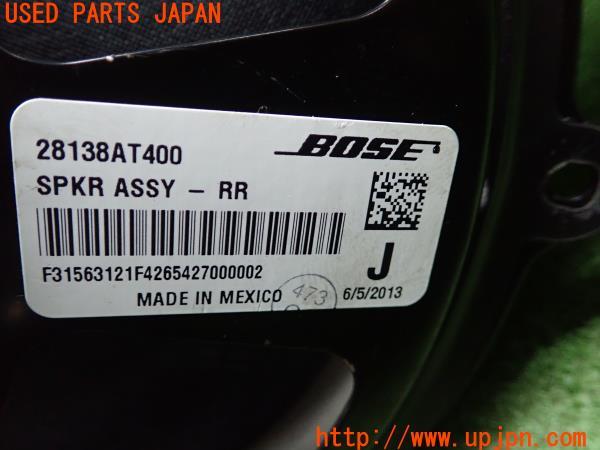 USED PARTS JAPAN
28138AT400
BOSE
SPKR ASSY - RR
F31563121F4265427000002
J
MADE IN MEXICO
473
6/5/2013
http://www.upjpn.com